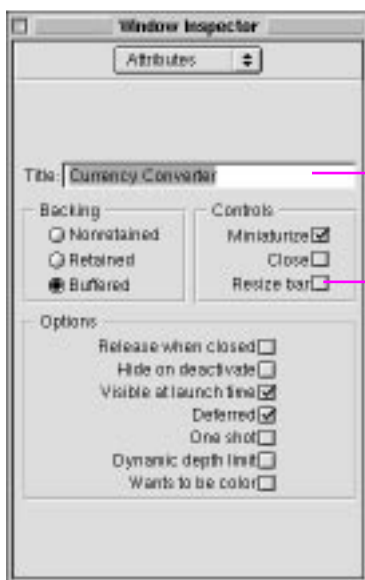 Window Inspector
Attributes
Title: Currency Converter
Backing
Nonretained
Retained
Buffered
Controls
Miniaturize
Close
Resize bar
Options
Release when closed
Hide on deactivate
Visible at launch time
Deferred
One shot
Dynamic depth limit
Wants to be color